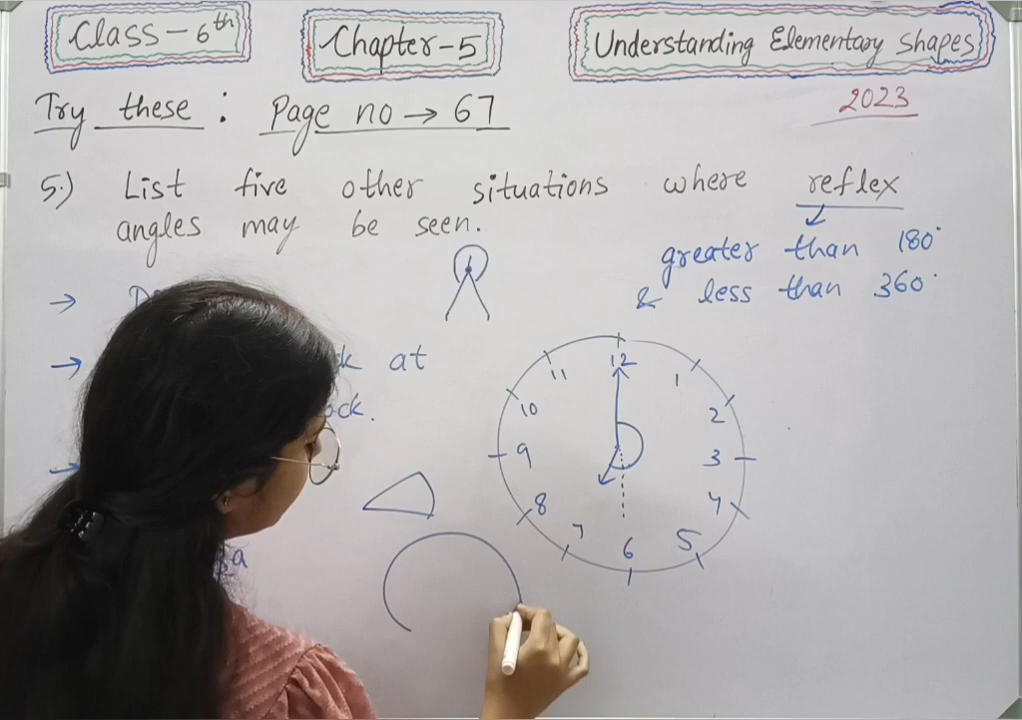 Class - 6th
Chapter-5
Understanding Elementary Shapes
2023
Try these : Page no → 67
5.) List five other situations where reflex
angles may be seen.
greater than 180°
& less than 360°
→
→ at
→
12
1
2
3
4
5
6
7
8
9
10
11